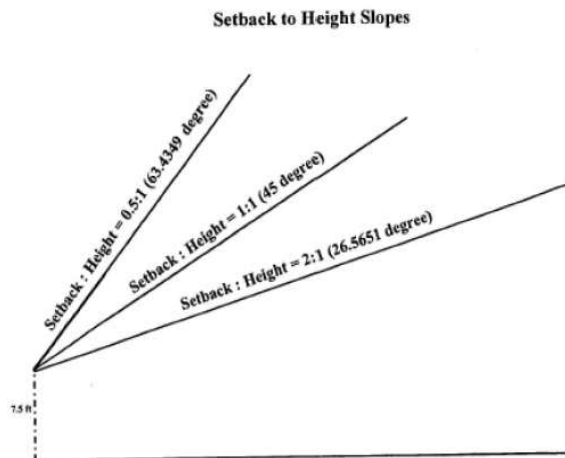 Setback to Height Slopes
Setback : Height = 0.5:1 (63.4349 degree)
Setback : Height = 1:1 (45 degree)
Setback : Height = 2:1 (26.5651 degree)
7.5 ft